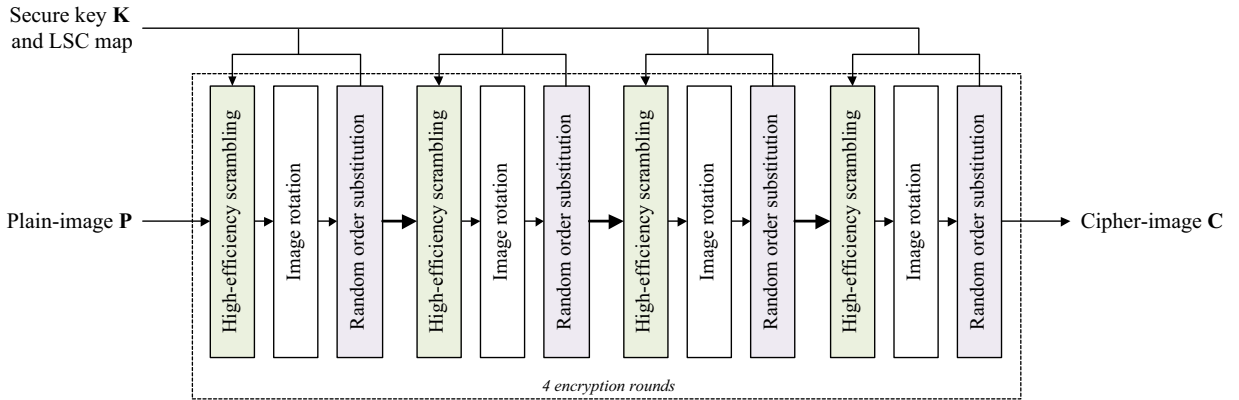 Secure key K
and LSC map
High-efficiency scrambling
Image rotation
Random order substitution
High-efficiency scrambling
Image rotation
Random order substitution
High-efficiency scrambling
Image rotation
Random order substitution
High-efficiency scrambling
Image rotation
Random order substitution
Plain-image P
Cipher-image C
4 encryption rounds